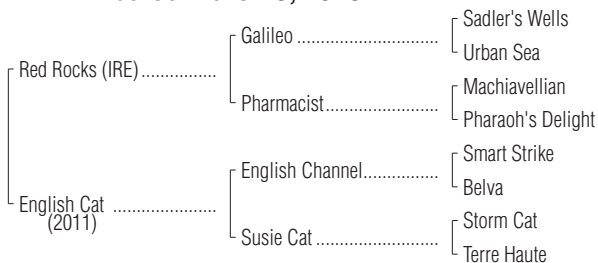 Sadler's Wells
Galileo
Urban Sea
Red Rocks (IRE)
Machiavellian
Pharmacist
Pharaoh's Delight
Smart Strike
English Channel
Belva
English Cat
(2011)
Storm Cat
Susie Cat
Terre Haute